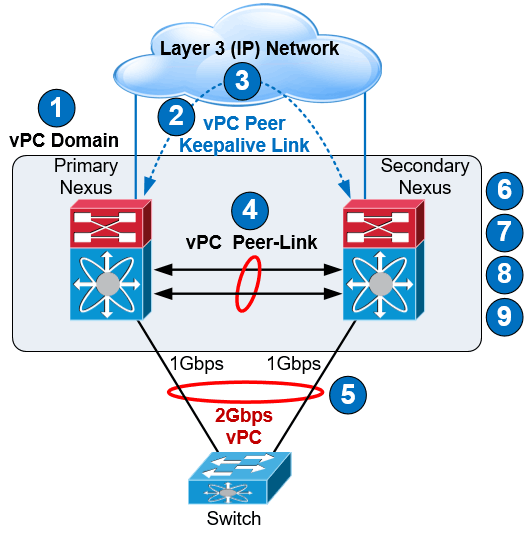 Layer 3 (IP) Network
3
1
2
vPC Domain
vPC Peer
Keepalive Link
Primary
Nexus
Secondary
Nexus
4
6
vPC Peer-Link
7
8
9
1Gbps
1Gbps
5
2Gbps
vPC
Switch